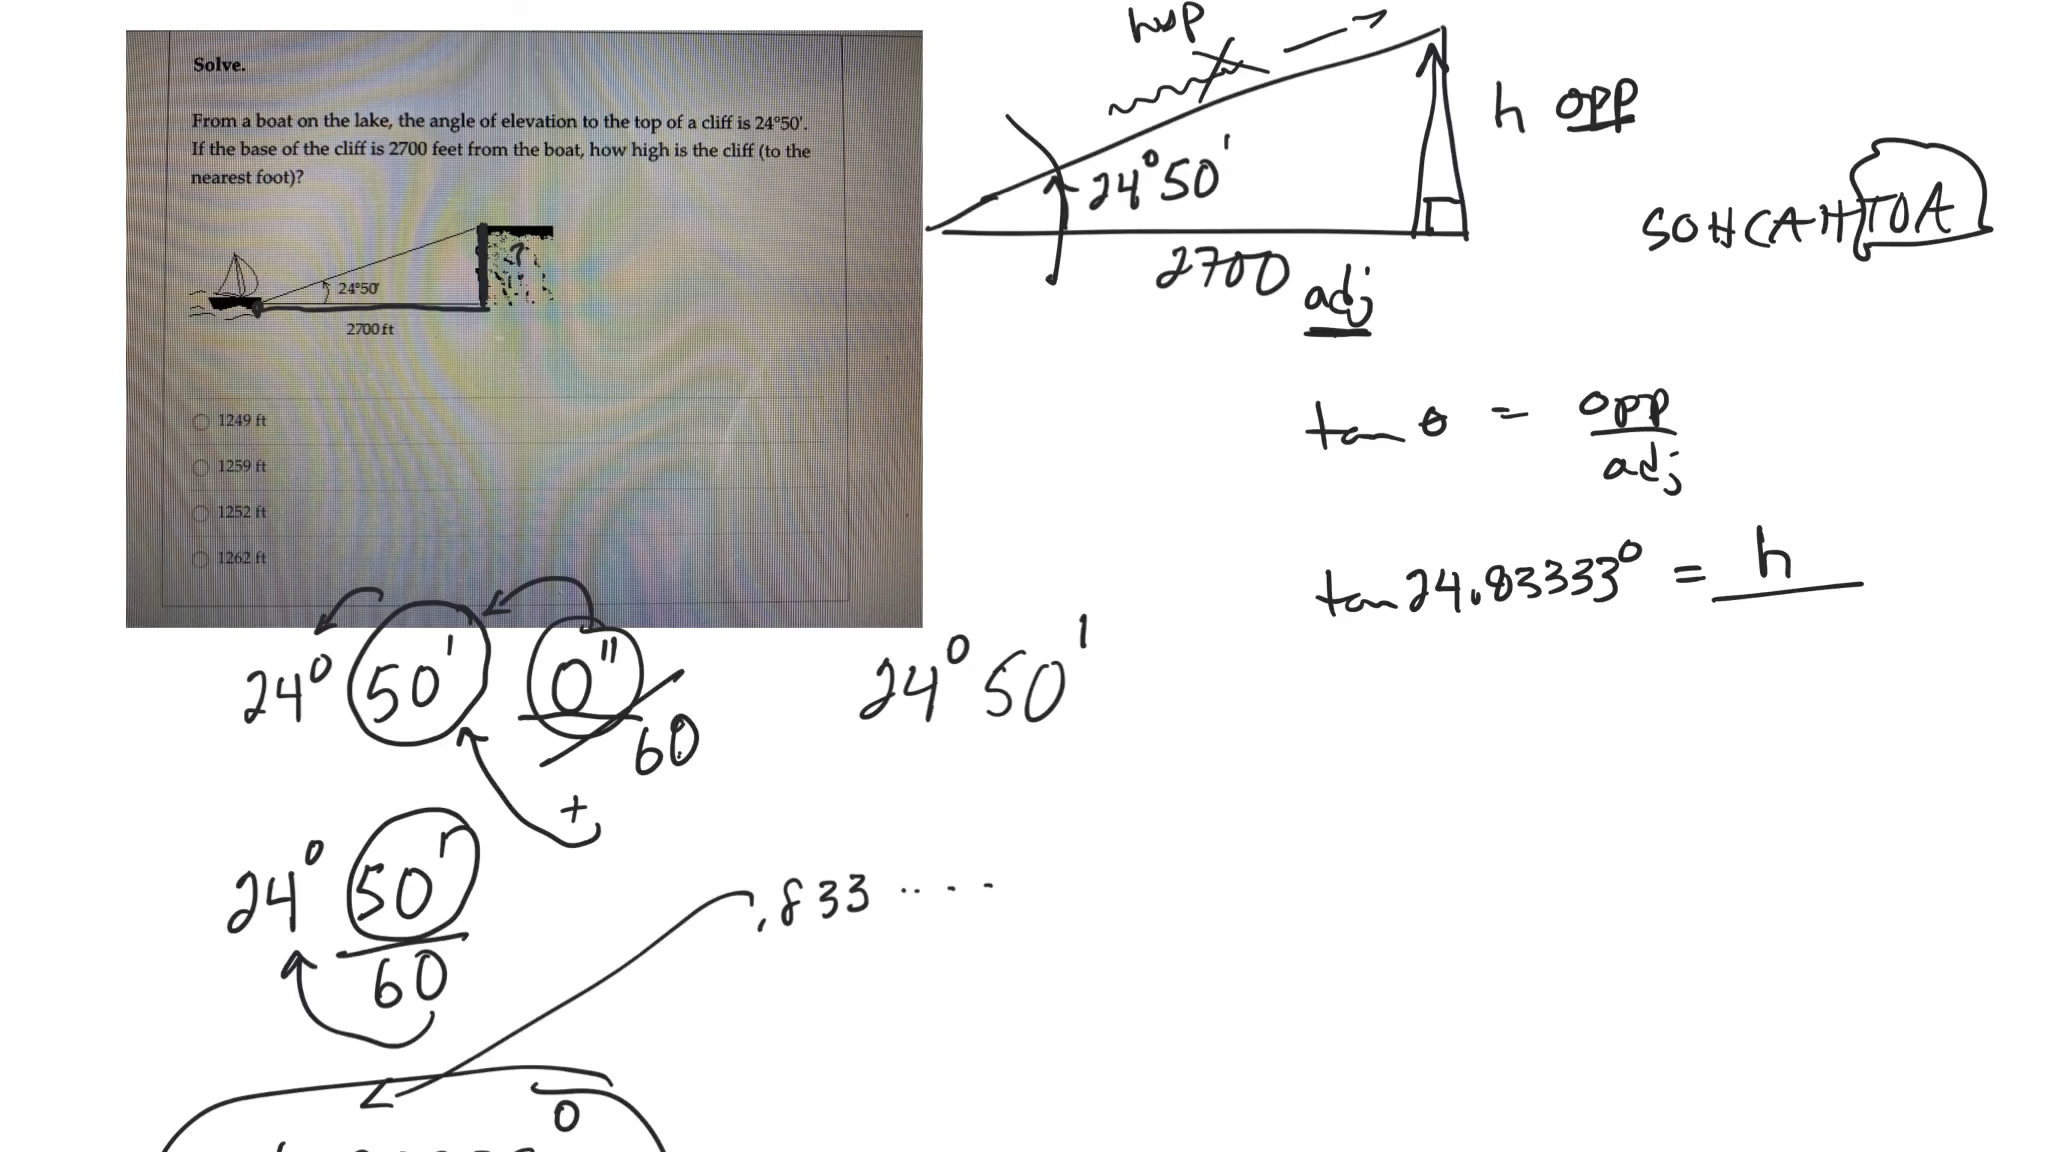 Solve.
From a boat on the lake, the angle of elevation to the top of a cliff is 24°50'.
If the base of the cliff is 2700 feet from the boat, how high is the cliff (to the
nearest foot)?
?
24°50'
2700 ft
1249 ft
1259 ft
1252 ft
1262 ft
hyp
h opp
24°50'
2700 adj
SOHCAHTOA
tan θ = opp
adj
tan 24.83333° = h
24° 50' 0"
60
+
24° 50'
24° 50'
60
.833 ....